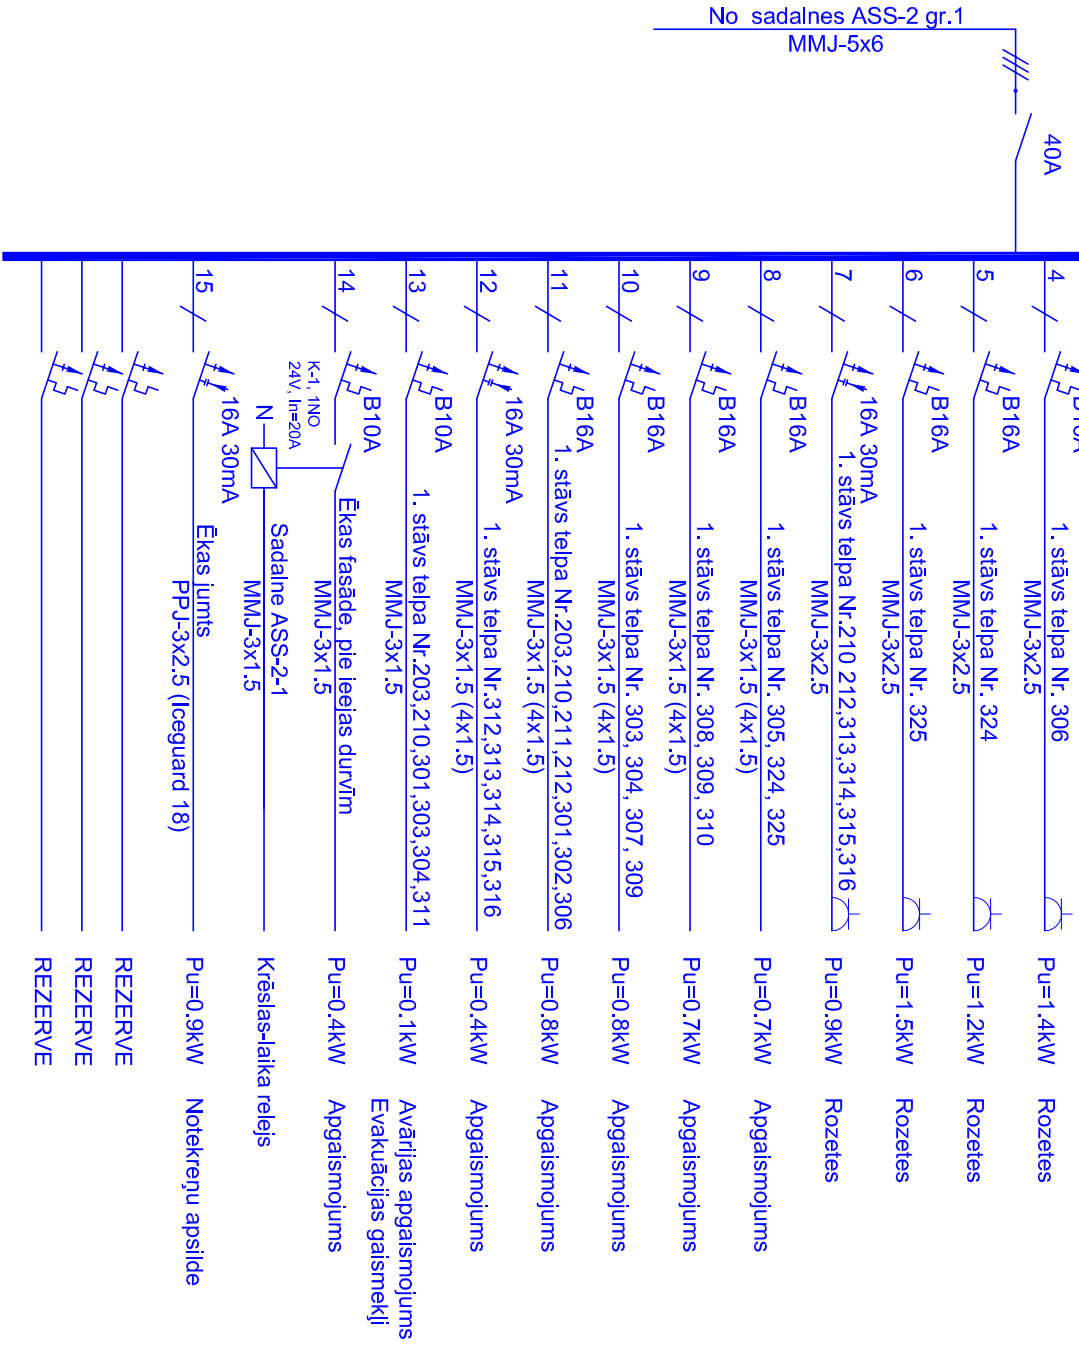 No sadalnes ASS-2 gr.1
MMJ-5x6
40A
4
1. stāvs telpa Nr. 306
MMJ-3x2.5
Pu=1.4kW
Rozetes
5
B16A
1. stāvs telpa Nr. 324
MMJ-3x2.5
Pu=1.2kW
Rozetes
6
B16A
1. stāvs telpa Nr. 325
MMJ-3x2.5
Pu=1.5kW
Rozetes
7
16A 30mA
1. stāvs telpa Nr.210 212,313,314,315,316
MMJ-3x2.5
Pu=0.9kW
Rozetes
8
B16A
1. stāvs telpa Nr. 305, 324, 325
MMJ-3x1.5 (4x1.5)
Pu=0.7kW
Apgaismojums
9
B16A
1. stāvs telpa Nr. 308, 309, 310
MMJ-3x1.5 (4x1.5)
Pu=0.7kW
Apgaismojums
10
B16A
1. stāvs telpa Nr. 303, 304, 307, 309
MMJ-3x1.5 (4x1.5)
Pu=0.8kW
Apgaismojums
11
B16A
1. stāvs telpa Nr.203,210,211,212,301,302,306
MMJ-3x1.5 (4x1.5)
Pu=0.8kW
Apgaismojums
12
16A 30mA
1. stāvs telpa Nr.312,313,314,315,316
MMJ-3x1.5 (4x1.5)
Pu=0.4kW
Apgaismojums
13
B10A
1. stāvs telpa Nr.203,210,301,303,304,311
MMJ-3x1.5
Pu=0.1kW
Avārijas apgaismojums
Evakuācijas gaismekļi
14
B10A
K-1, 1NO
24V, In=20A
Ēkas fasāde, pie ieejas durvīm
MMJ-3x1.5
Pu=0.4kW
Apgaismojums
N
Sadalne ASS-2-1
MMJ-3x1.5
Krēslas-laika relejs
15
16A 30mA
Ēkas jumts
PPJ-3x2.5 (Iceguard 18)
Pu=0.9kW
Notekreņu apsilde
REZERVE
REZERVE
REZERVE